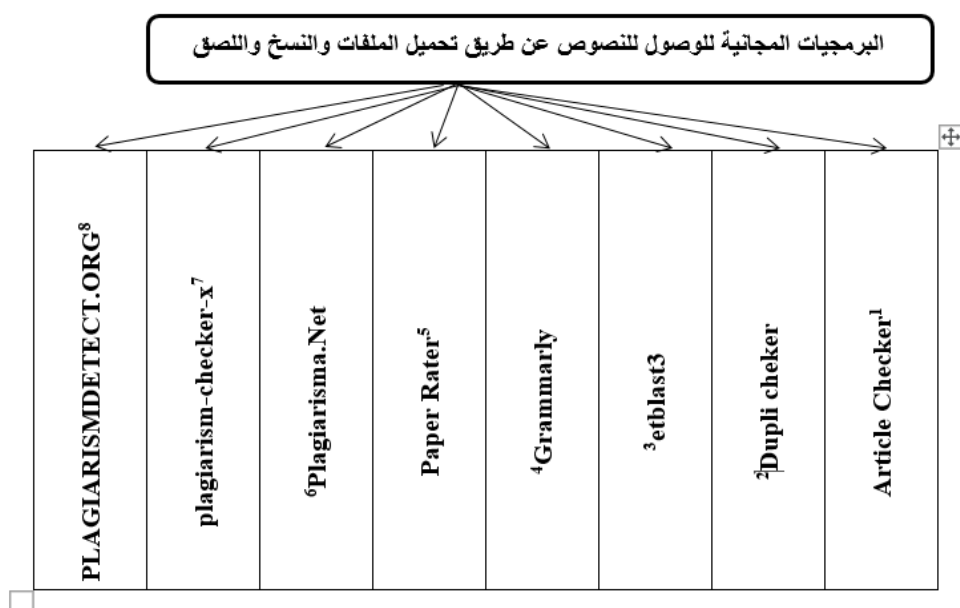 البرمجيات المجانية للوصول للنصوص عن طريق تحميل الملفات والنسخ واللصق
Article Checker¹
²Dupli cheker
³etblast3
⁴Grammarly
Paper Rater⁵
⁶Plagiarisma.Net
plagiarism-checker-x⁷
PLAGIARISMDETECT.ORG⁸